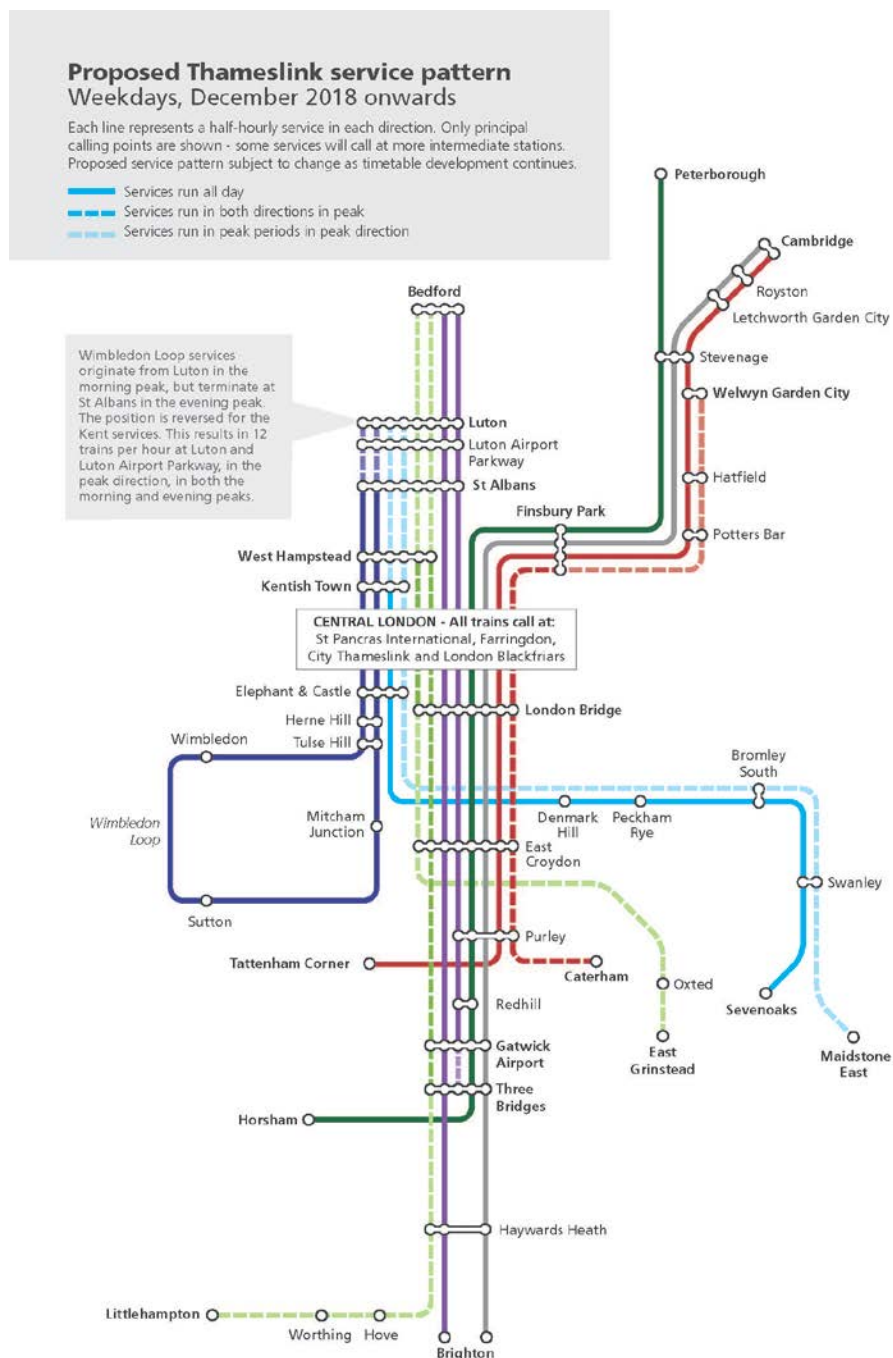 Proposed Thameslink service pattern
Weekdays, December 2018 onwards
Each line represents a half-hourly service in each direction. Only principal
calling points are shown - some services will call at more intermediate stations.
Proposed service pattern subject to change as timetable development continues.
Services run all day
Services run in both directions in peak
Services run in peak periods in peak direction
Peterborough
Cambridge
Royston
Letchworth Garden City
Bedford
Stevenage
Wimbledon Loop services
originate from Luton in the
morning peak, but terminate at
St Albans in the evening peak.
The position is reversed for the
Kent services. This results in 12
trains per hour at Luton and
Luton Airport Parkway, in the
peak direction, in both the
morning and evening peaks.
Welwyn Garden City
Luton
Luton Airport
Parkway
Hatfield
St Albans
Finsbury Park
Potters Bar
West Hampstead
Kentish Town
CENTRAL LONDON - All trains call at:
St Pancras International, Farringdon,
City Thameslink and London Blackfriars
Elephant & Castle
London Bridge
Herne Hill
Wimbledon
Tulse Hill
Bromley
South
Wimbledon
Loop
Mitcham
Junction
Denmark
Hill
Peckham
Rye
East
Croydon
Swanley
Sutton
Purley
Tattenham Corner
Caterham
Oxted
Redhill
Sevenoaks
Gatwick
Airport
East
Grinstead
Maidstone
East
Three
Bridges
Horsham
Haywards Heath
Littlehampton
Worthing
Hove
Brighton